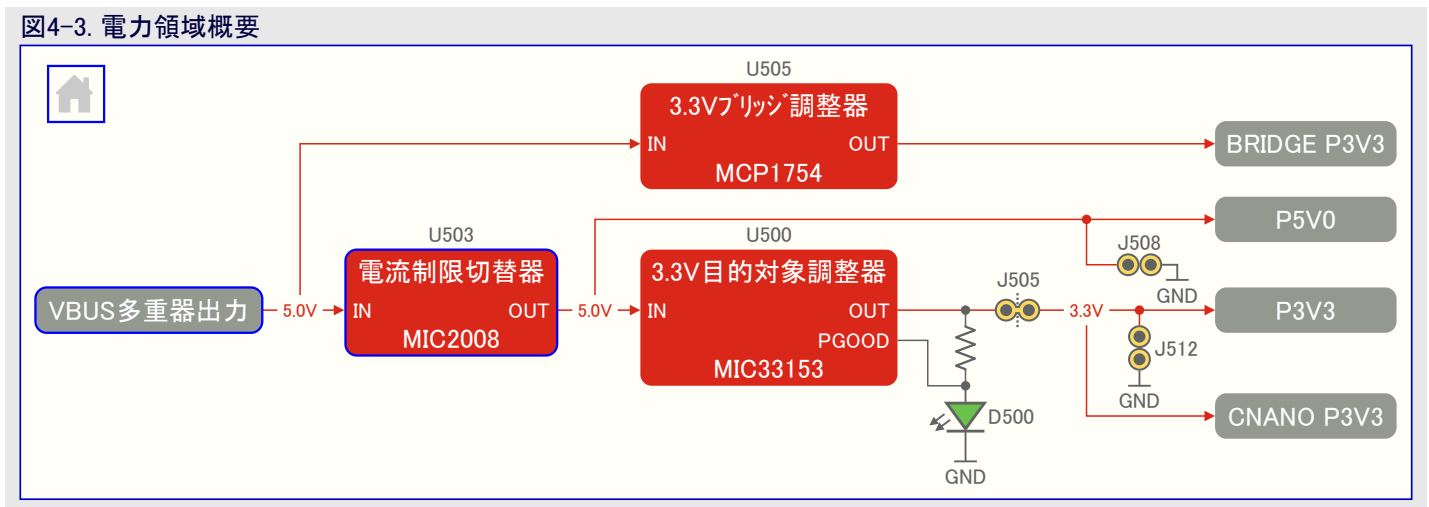 図4-3. 電力領域概要
U505
3.3Vﾌﾞﾘｯｼﾞ調整器
IN
OUT
MCP1754
BRIDGE P3V3
P5V0
U503
電流制限切替器
IN
OUT
MIC2008
U500
3.3V目的対象調整器
IN
OUT
PGOOD
MIC33153
VBUS多重器出力
5.0V
5.0V
J508
GND
J505
3.3V
P3V3
J512
GND
D500
GND
CNANO P3V3